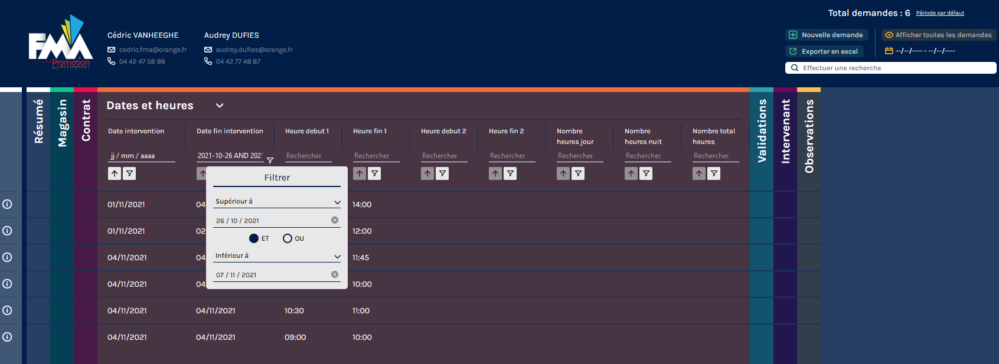 Total demandes : 6 Période par défaut
FMA
Promotion
Cédric VANHEEGHE
cedric.fma@orange.fr
04 42 47 58 98
Audrey DUFIES
audrey.dufies@orange.fr
04 42 77 48 87
Nouvelle demande
Afficher toutes les demandes
Exporter en excel
--/--/---- - --/--/----
Effectuer une recherche
Résumé
Magasin
Contrat
Dates et heures
Validations
Intervenant
Observations
Date intervention
Date fin intervention
Heure debut 1
Heure fin 1
Heure debut 2
Heure fin 2
Nombre
heures jour
Nombre
heures nuit
Nombre total
heures
jj / mm / aaaa
2021-10-26 AND 202
Rechercher
Rechercher
Rechercher
Rechercher
Rechercher
Rechercher
Rechercher
Filtrer
Supérieur à
26 / 10 / 2021
ET OU
Inférieur à
07 / 11 / 2021
01/11/2021 04 14:00
01/11/2021 02 12:00
04/11/2021 04 11:45
04/11/2021 04 10:00
04/11/2021 04/11/2021 10:30 11:00
04/11/2021 04/11/2021 09:00 10:00